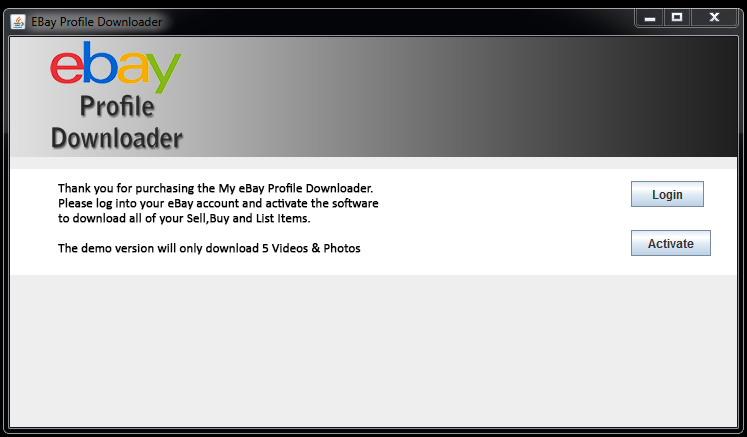 EBay Profile Downloader
ebay
Profile
Downloader
Thank you for purchasing the My eBay Profile Downloader.
Please log into your eBay account and activate the software
to download all of your Sell,Buy and List Items.
The demo version will only download 5 Videos & Photos
Login
Activate